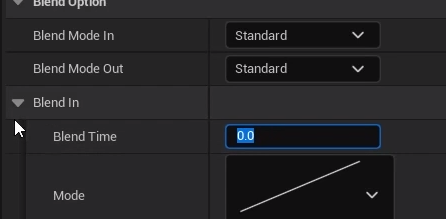 Blend Option
Blend Mode In Standard
Blend Mode Out Standard
Blend In
Blend Time 0.0
Mode